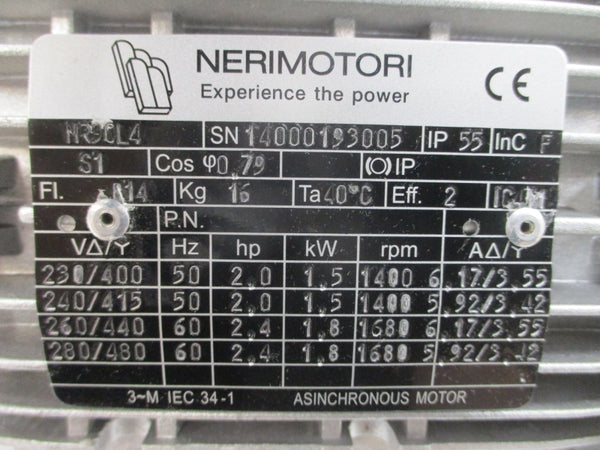 NERIMOTORI
Experience the power
CE
MR90L4 SN 14000193005 IP 55 InC F
S1 Cos φ0,79 IP
Fl. B14 Kg 16 Ta 40°C Eff. 2
P.N.
VΔ/Y Hz hp kW rpm AΔ/Y
230/400 50 2.0 1.5 1400 6.17/3.55
240/415 50 2.0 1.5 1400 5.92/3.42
260/440 60 2.4 1.8 1680 6.17/3.55
280/480 60 2.4 1.8 1680 5.92/3.42
3~M IEC 34-1 ASINCHRONOUS MOTOR